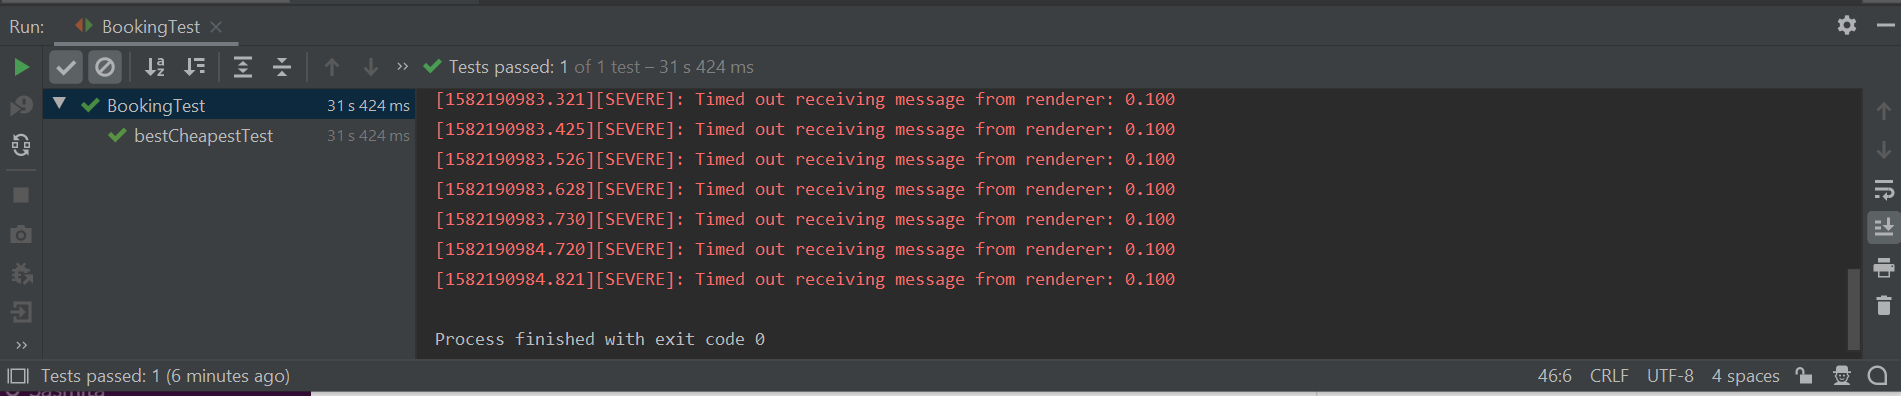 Run: BookingTest
Tests passed: 1 of 1 test – 31 s 424 ms
BookingTest 31 s 424 ms
bestCheapestTest 31 s 424 ms
[1582190983.321][SEVERE]: Timed out receiving message from renderer: 0.100
[1582190983.425][SEVERE]: Timed out receiving message from renderer: 0.100
[1582190983.526][SEVERE]: Timed out receiving message from renderer: 0.100
[1582190983.628][SEVERE]: Timed out receiving message from renderer: 0.100
[1582190983.730][SEVERE]: Timed out receiving message from renderer: 0.100
[1582190984.720][SEVERE]: Timed out receiving message from renderer: 0.100
[1582190984.821][SEVERE]: Timed out receiving message from renderer: 0.100
Process finished with exit code 0
Tests passed: 1 (6 minutes ago) 46:6 CRLF UTF-8 4 spaces